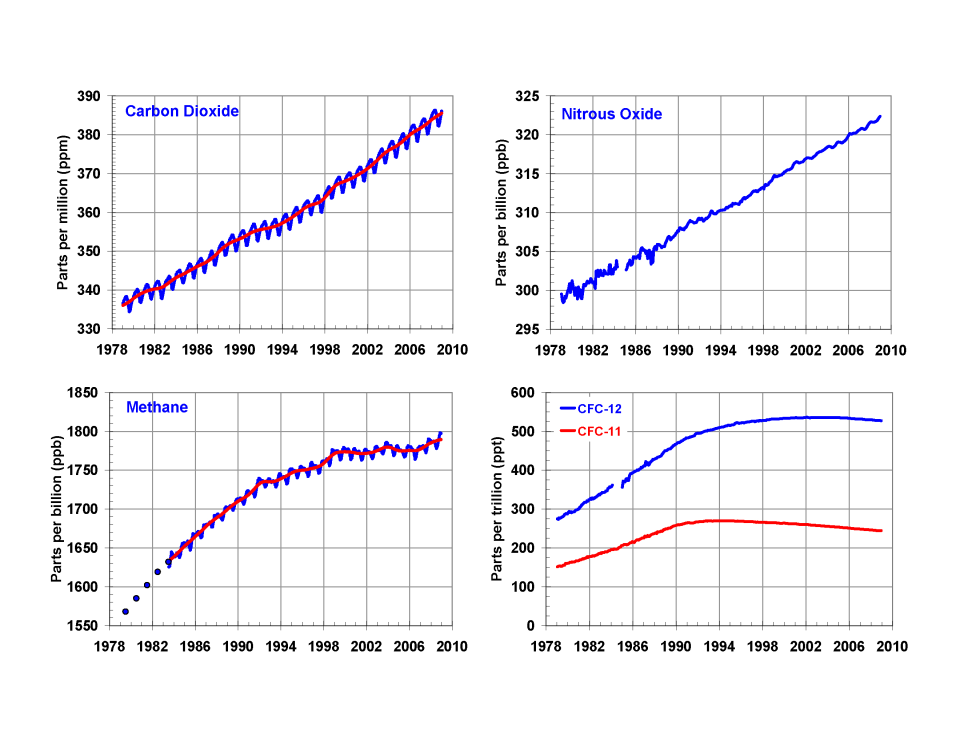 Carbon Dioxide
Parts per million (ppm)
390
380
370
360
350
340
330
1978 1982 1986 1990 1994 1998 2002 2006 2010
Nitrous Oxide
Parts per billion (ppb)
325
320
315
310
305
300
295
1978 1982 1986 1990 1994 1998 2002 2006 2010
Methane
Parts per billion (ppb)
1850
1800
1750
1700
1650
1600
1550
1978 1982 1986 1990 1994 1998 2002 2006 2010
CFC-12
CFC-11
Parts per trillion (ppt)
600
500
400
300
200
100
0
1978 1982 1986 1990 1994 1998 2002 2006 2010